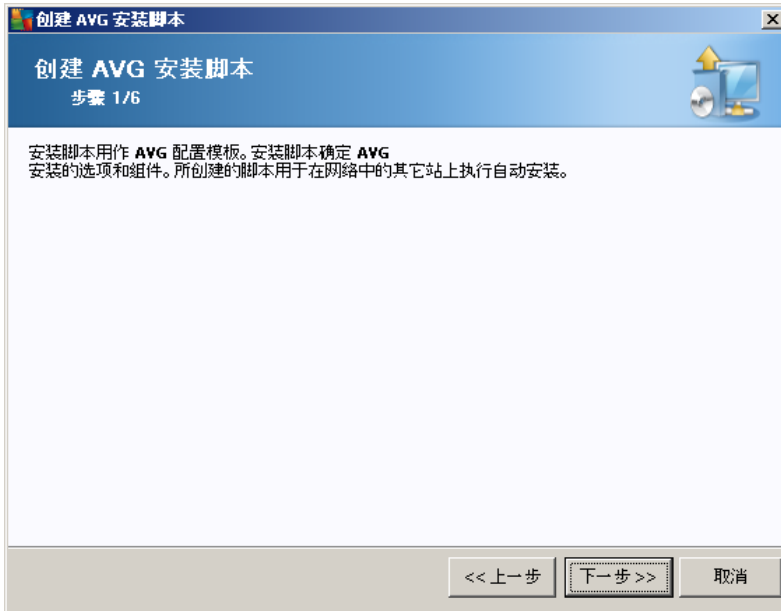 创建 AVG 安装脚本
创建 AVG 安装脚本
步骤 1/6
安装脚本用作 AVG 配置模板。安装脚本确定 AVG
安装的选项和组件。所创建的脚本用于在网络中的其它站上执行自动安装。
<< 上一步
下一步 >>
取消